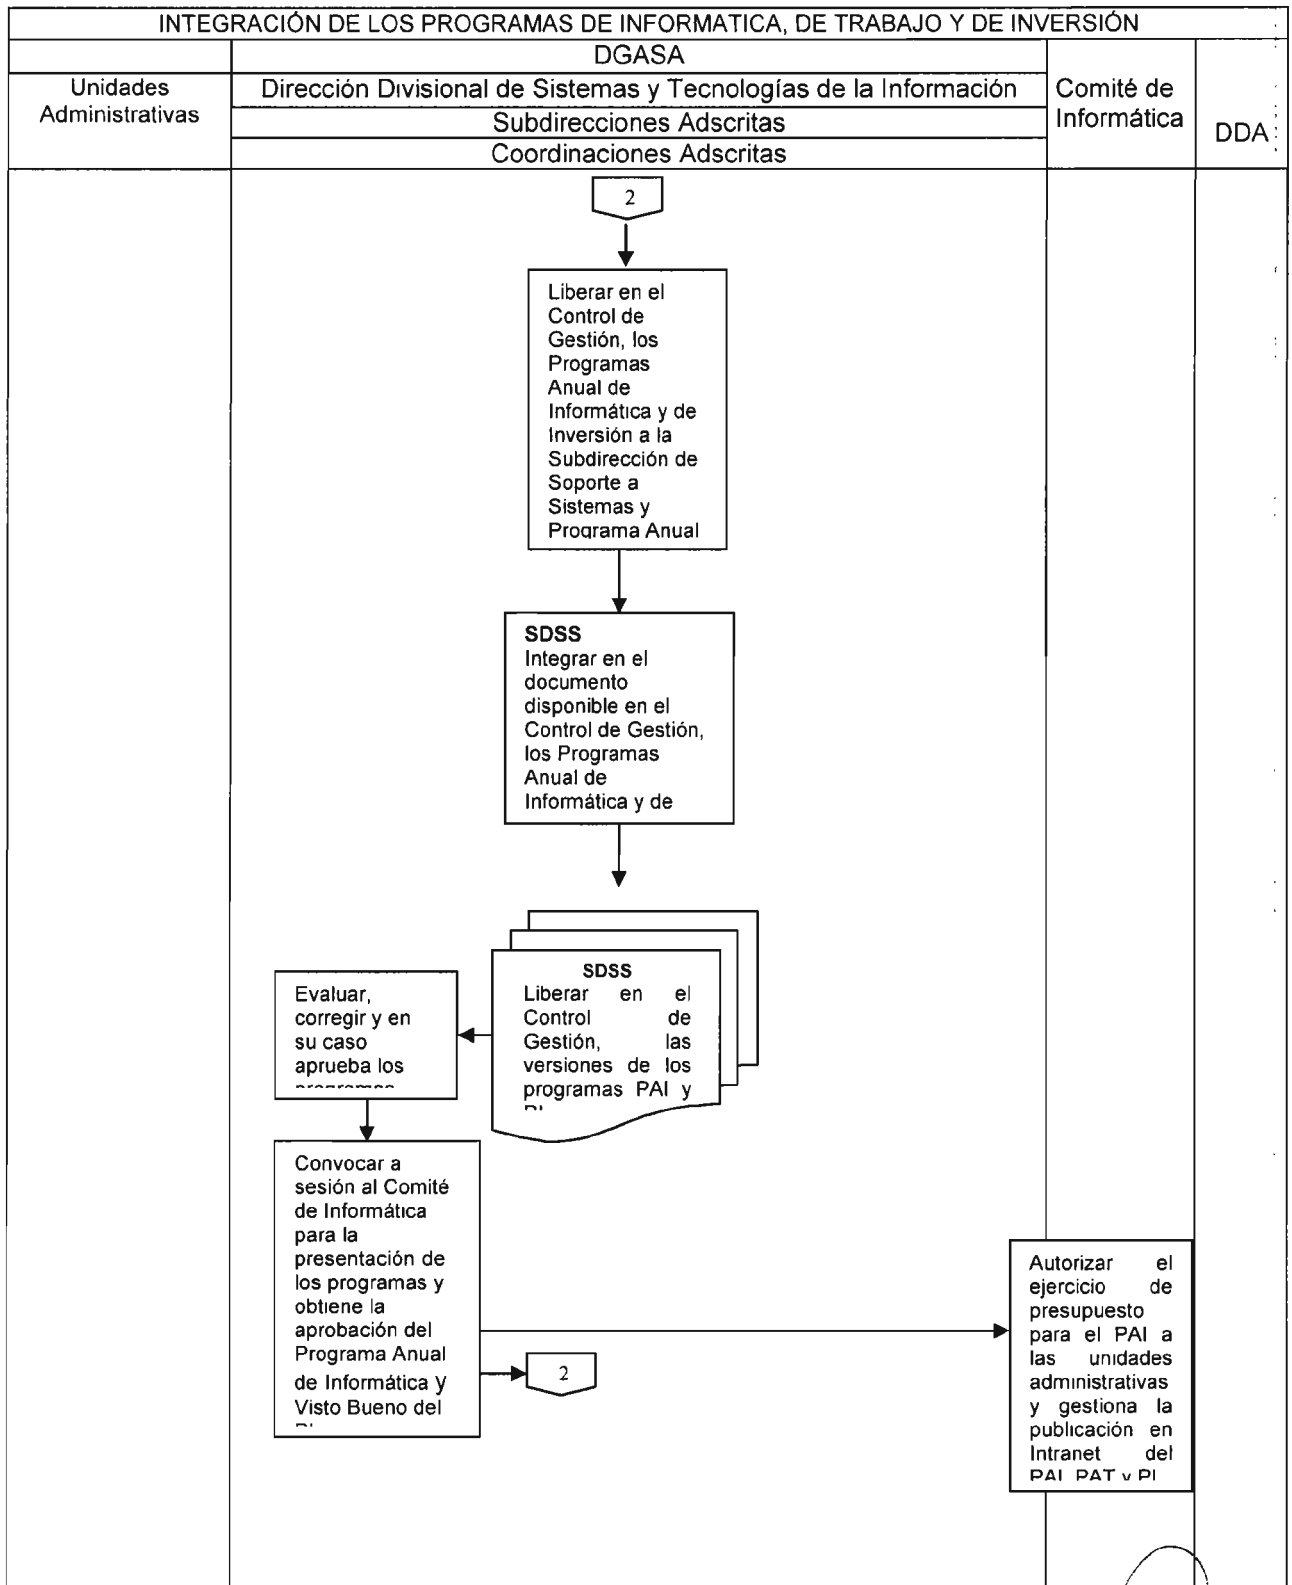 INTEGRACIÓN DE LOS PROGRAMAS DE INFORMATICA, DE TRABAJO Y DE INVERSIÓN
DGASA
Unidades
Administrativas
Dirección Divisional de Sistemas y Tecnologías de la Información
Subdirecciones Adscritas
Coordinaciones Adscritas
Comité de
Informática
DDA
2
Liberar en el
Control de
Gestión, los
Programas
Anual de
Informática y de
Inversión a la
Subdirección de
Soporte a
Sistemas y
Programa Anual
SDSS
Integrar en el
documento
disponible en el
Control de Gestión,
los Programas
Anual de
Informática y de
SDSS
Liberar en el
Control de
Gestión, las
versiones de los
programas PAI y
Evaluar,
corregir y en
su caso
aprueba los
programas
Convocar a
sesión al Comité
de Informática
para la
presentación de
los programas y
obtiene la
aprobación del
Programa Anual
de Informática y
Visto Bueno del
2
Autorizar el
ejercicio de
presupuesto
para el PAI a
las unidades
administrativas
y gestiona la
publicación en
Intranet del
PAI, PAT y PI